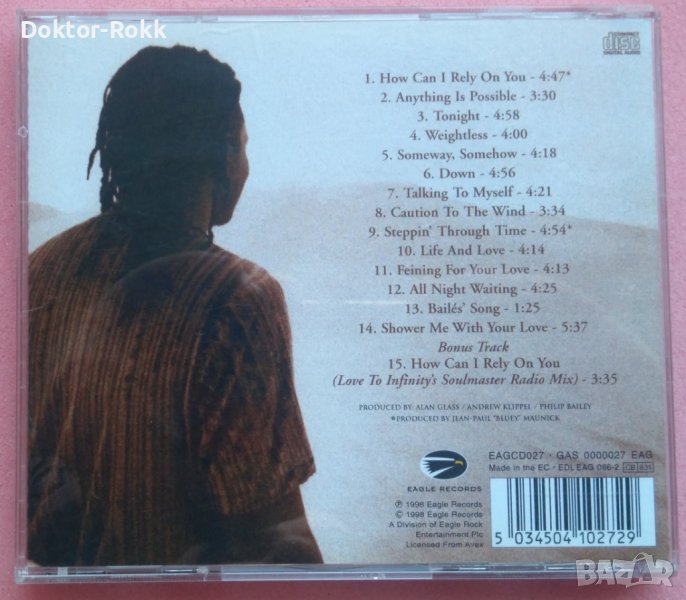 Doktor-Rokk
COMPACT
disc
DIGITAL AUDIO
1. How Can I Rely On You - 4:47*
2. Anything Is Possible - 3:30
3. Tonight - 4:58
4. Weightless - 4:00
5. Someway, Somehow - 4:18
6. Down - 4:56
7. Talking To Myself - 4:21
8. Caution To The Wind - 3:34
9. Steppin' Through Time - 4:54*
10. Life And Love - 4:14
11. Feining For Your Love - 4:13
12. All Night Waiting - 4:25
13. Bailés' Song - 1:25
14. Shower Me With Your Love - 5:37
Bonus Track
15. How Can I Rely On You
(Love To Infinity's Soulmaster Radio Mix) - 3:35
PRODUCED BY: ALAN GLASS / ANDREW KLIPPEL / PHILIP BAILEY
*PRODUCED BY JEAN-PAUL "BLUEY" MAUNICK
EAGLE RECORDS
EAGCD027 · GAS 0000027 EAG
Made in the EC · EDL EAG 086-2
℗ 1998 Eagle Records
© 1998 Eagle Records
A Division of Eagle Rock
Entertainment Plc
Licensed From Avex
5 034504 102729
BAZAR